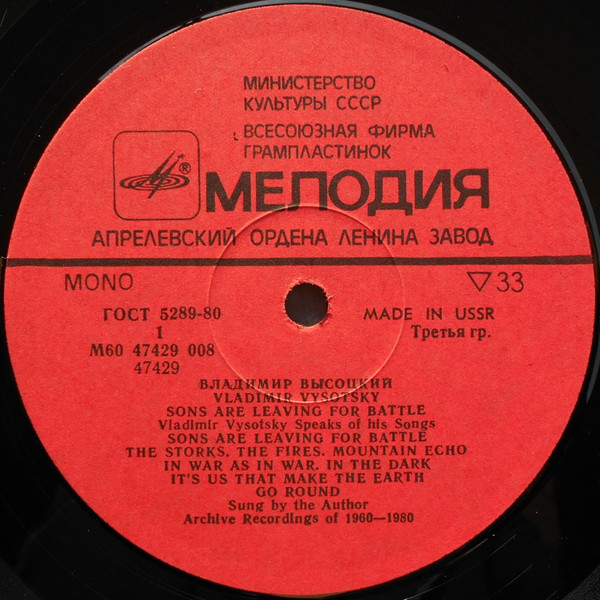 МИНИСТЕРСТВО
КУЛЬТУРЫ СССР
ВСЕСОЮЗНАЯ ФИРМА
ГРАМПЛАСТИНОК
®
МЕЛОДИЯ
АПРЕЛЕВСКИЙ ОРДЕНА ЛЕНИНА ЗАВОД
MONO ▽33
ГОСТ 5289-80 MADE IN USSR
1 Третья гр.
М60 47429 008
47429
ВЛАДИМИР ВЫСОЦКИЙ
VLADIMIR VYSOTSKY
SONS ARE LEAVING FOR BATTLE
Vladimir Vysotsky Speaks of his Songs
SONS ARE LEAVING FOR BATTLE
THE STORKS. THE FIRES. MOUNTAIN ECHO
IN WAR AS IN WAR. IN THE DARK
IT'S US THAT MAKE THE EARTH
GO ROUND
Sung by the Author
Archive Recordings of 1960—1980